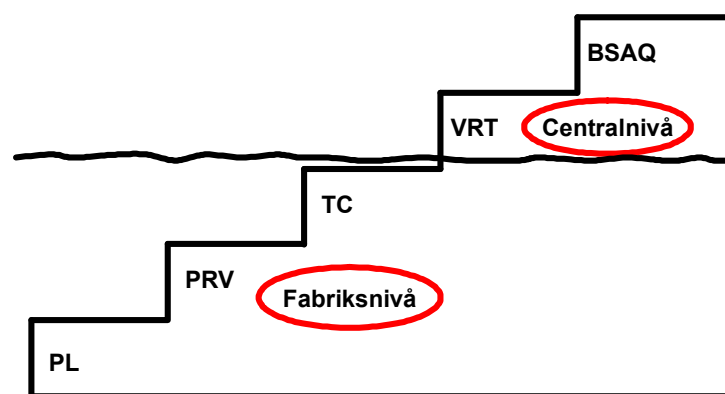 BSAQ
VRT
Centralnivå
TC
PRV
Fabriksnivå
PL